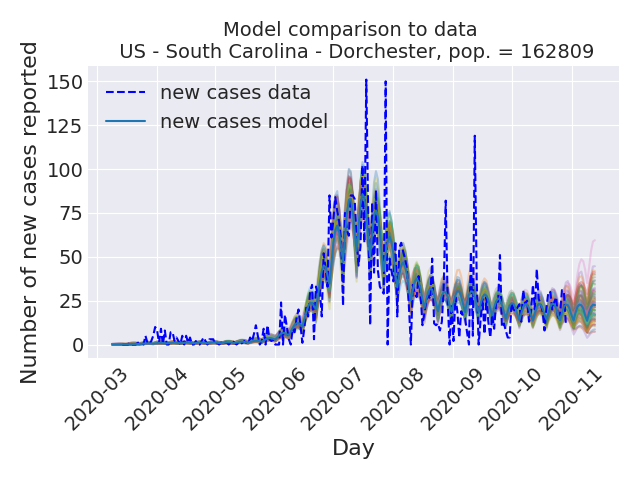 Model comparison to data
US - South Carolina - Dorchester, pop. = 162809
Number of new cases reported
150
125
100
75
50
25
0
new cases data
new cases model
2020-03
2020-04
2020-05
2020-06
2020-07
2020-08
2020-09
2020-10
2020-11
Day